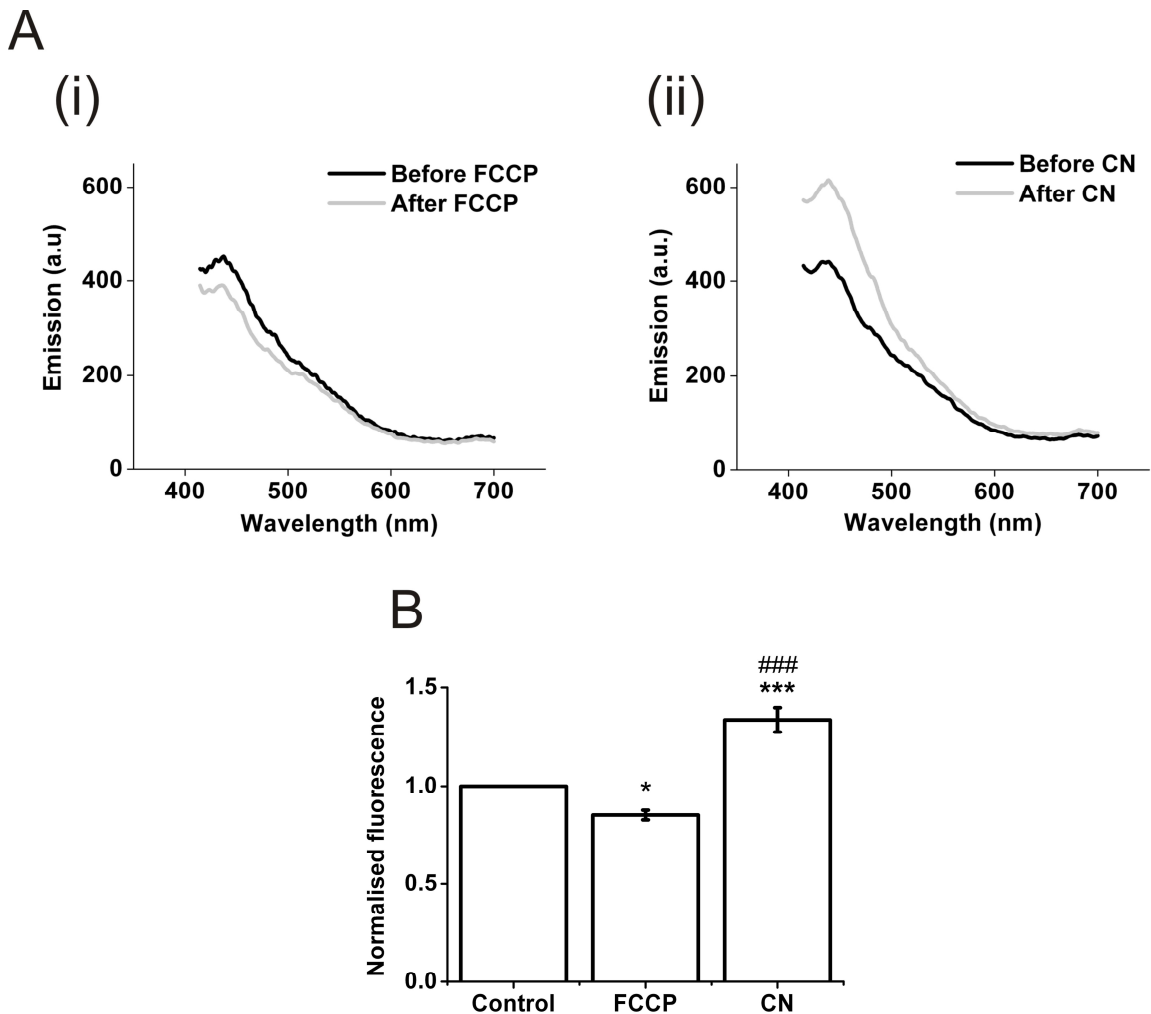 A
(i)
(ii)
Before FCCP
After FCCP
600
400
200
0
Emission (a.u)
400 500 600 700
Wavelength (nm)
Before CN
After CN
600
400
200
0
Emission (a.u.)
400 500 600 700
Wavelength (nm)
B
###
***
*
1.5
1.0
0.5
0.0
Normalised fluorescence
Control FCCP CN